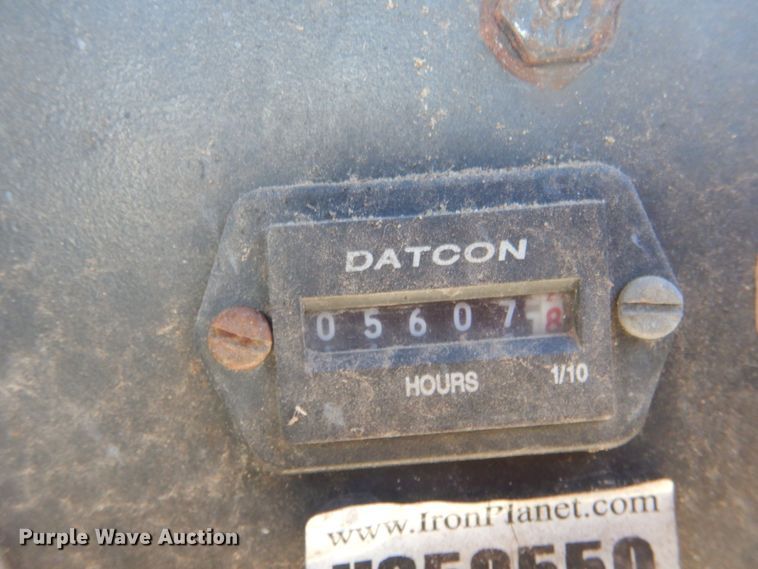 DATCON
056078
HOURS 1/10
www.IronPlanet.com
Purple Wave Auction